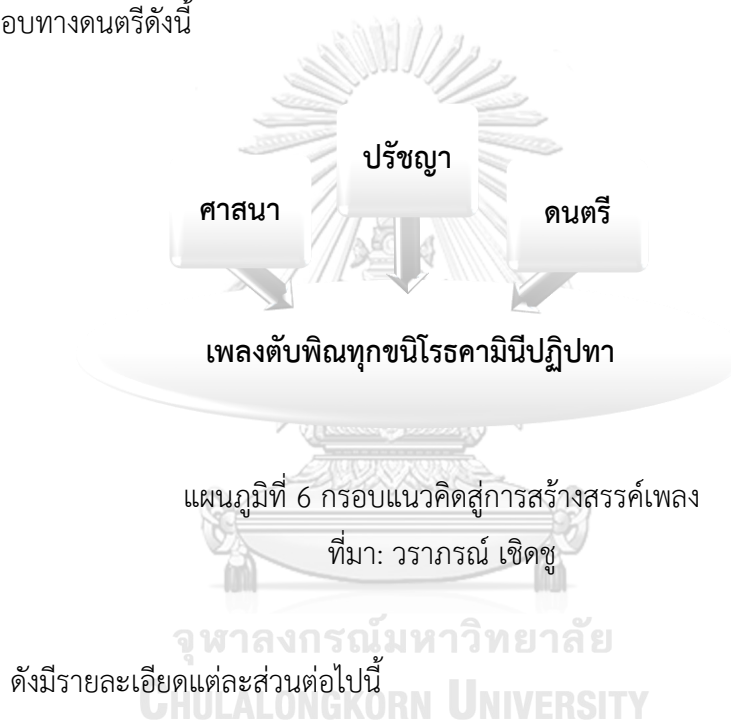 อบทางดนตรีดังนี้
ปรัชญา
ศาสนา
ดนตรี
เพลงตับพิณทุกขนิโรธคามินีปฏิปทา
แผนภูมิที่ 6 กรอบแนวคิดสู่การสร้างสรรค์เพลง
ที่มา: วราภรณ์ เชิดชู
จุฬาลงกรณ์มหาวิทยาลัย
ดังมีรายละเอียดแต่ละส่วนต่อไปนี้
CHULALONGKORN UNIVERSITY